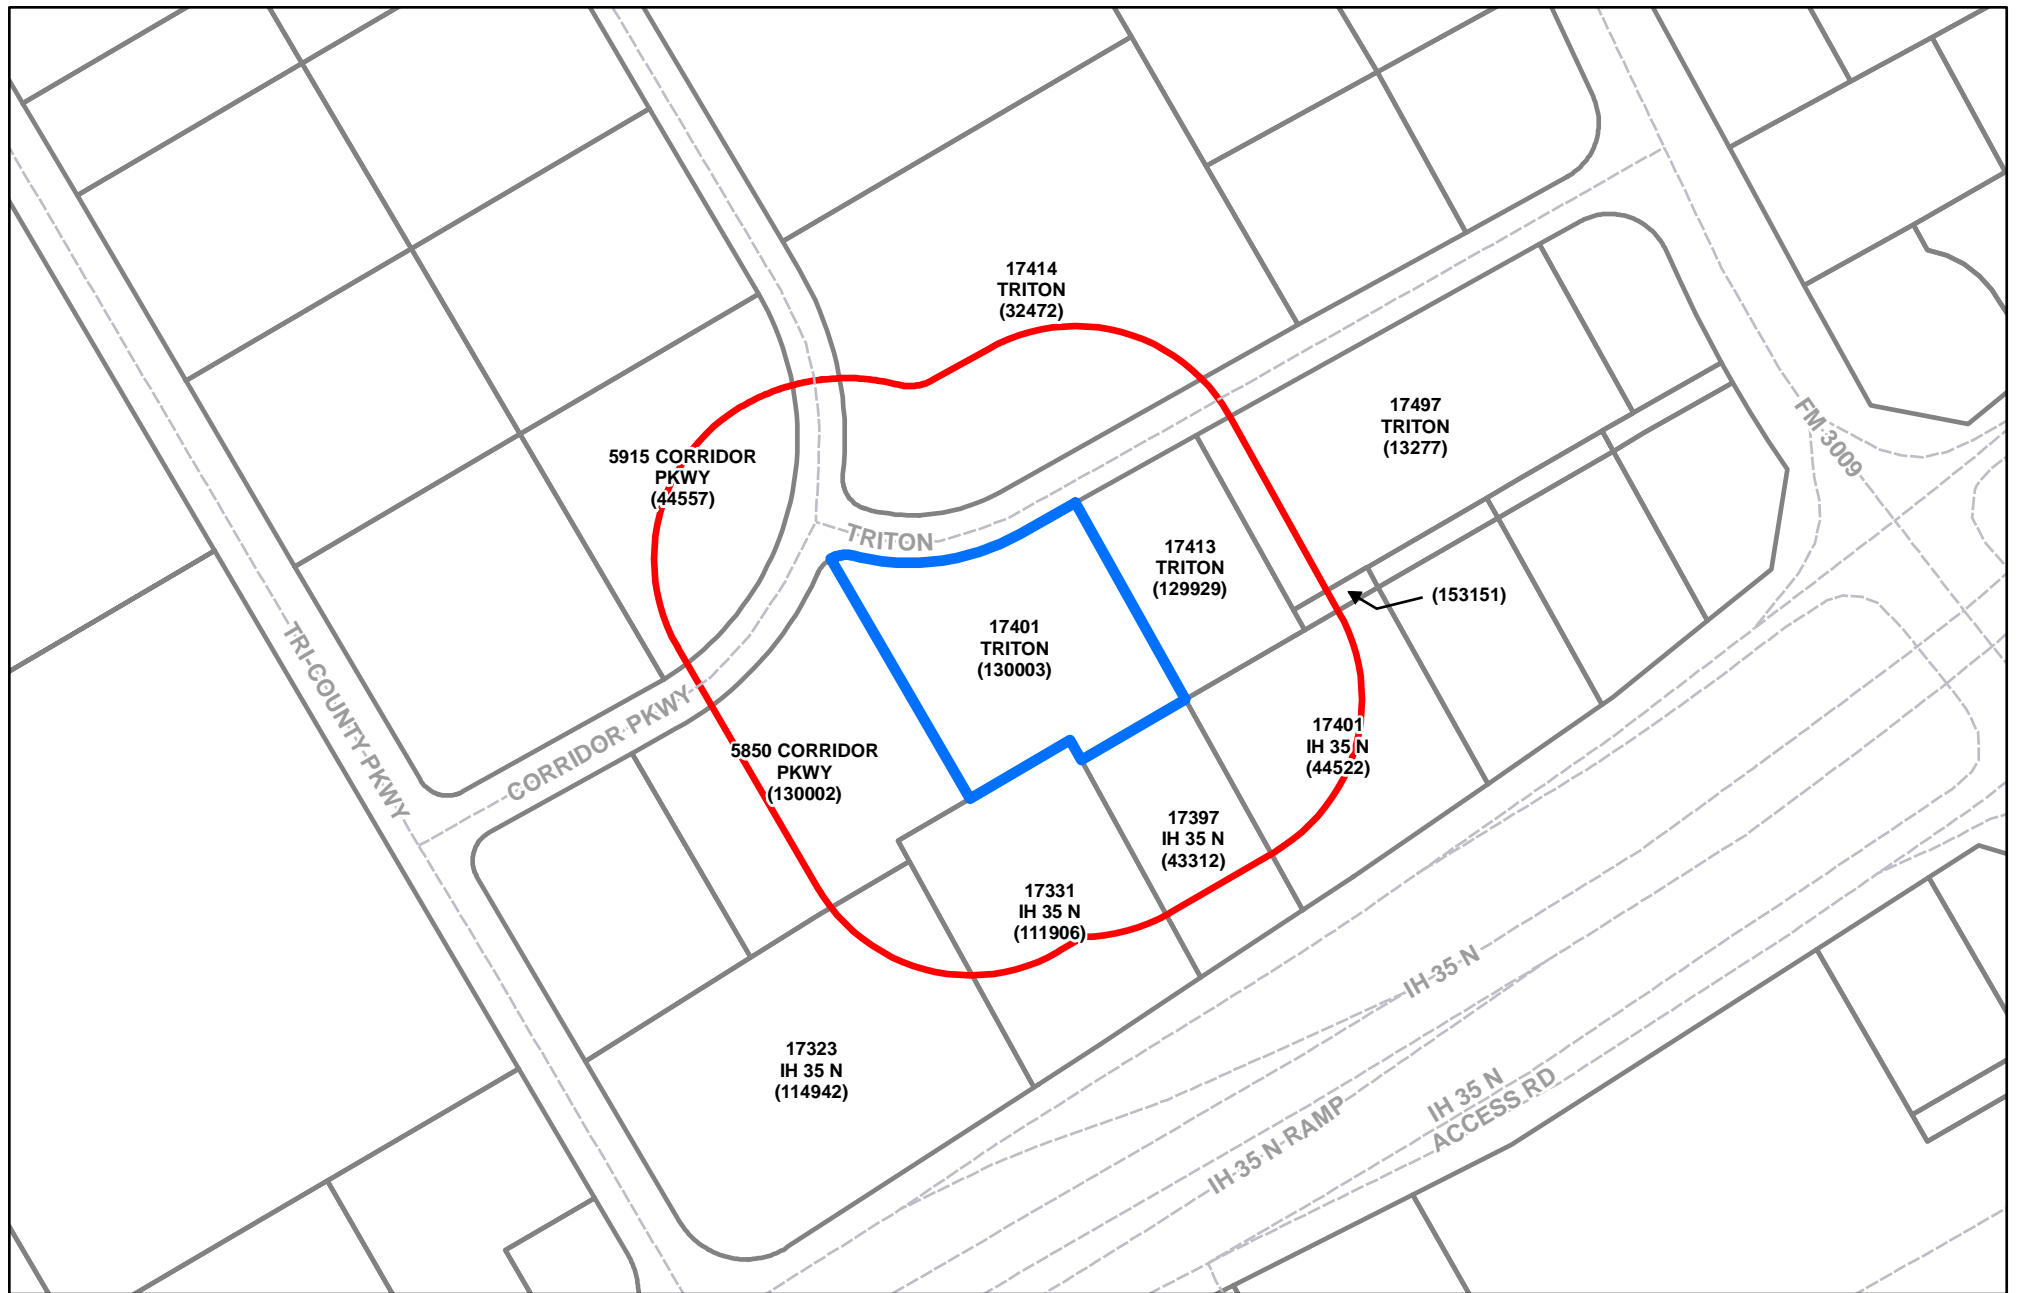 17414
TRITON
(32472)
17497
TRITON
(13277)
FM 3009
5915 CORRIDOR
PKWY
(44557)
TRITON
17413
TRITON
(129929)
(153151)
17401
TRITON
(130003)
TRI-COUNTY PKWY
CORRIDOR PKWY
5850 CORRIDOR
PKWY
(130002)
17401
IH 35 N
(44522)
17397
IH 35 N
(43312)
17331
IH 35 N
(111906)
IH 35 N
17323
IH 35 N
(114942)
IH 35 N RAMP
IH 35 N
ACCESS RD